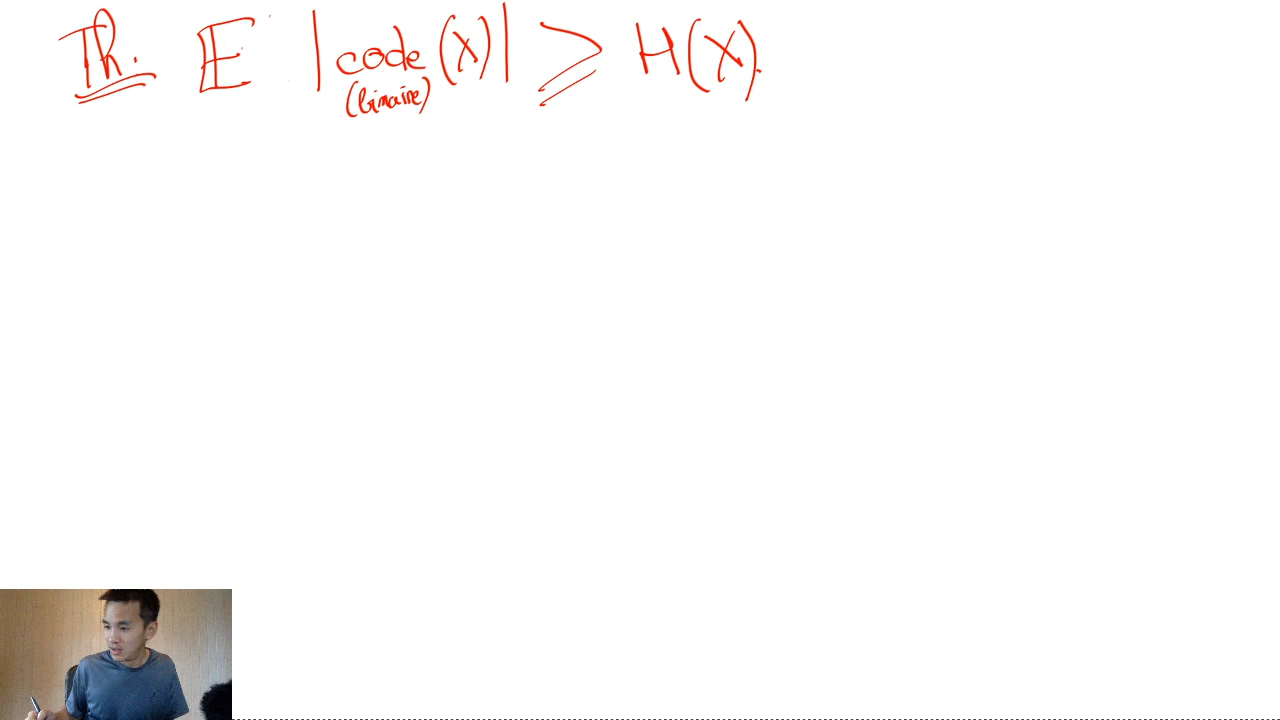 Th. 𝔼 |code(X)| ≥ H(X).
(binaire)